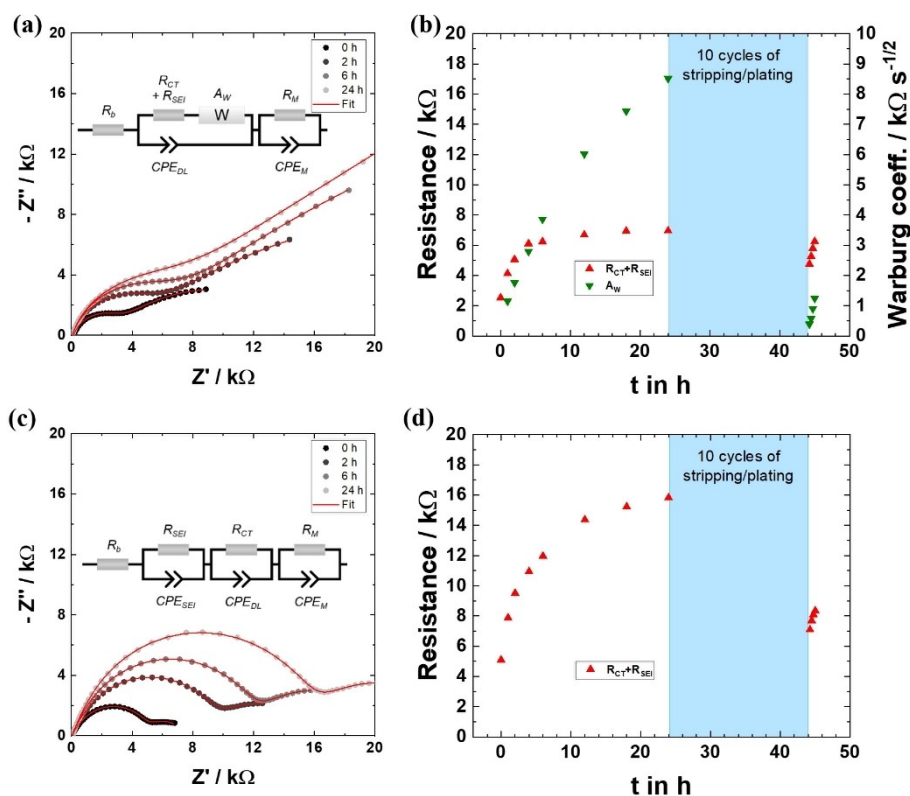 (a)
20
16
12
8
4
0
- Z'' / kΩ
0 h
2 h
6 h
24 h
Fit
R_b
R_CT
+ R_SEI
A_W
W
R_M
CPE_DL
CPE_M
0 4 8 12 16 20
Z' / kΩ
(b)
20
18
16
14
12
10
8
6
4
2
0
Resistance / kΩ
10 cycles of
stripping/plating
R_CT+R_SEI
A_W
10
9
8
7
6
5
4
3
2
1
0
Warburg coeff. / kΩ s^-1/2
0 10 20 30 40 50
t in h
(c)
20
16
12
8
4
0
- Z'' / kΩ
0 h
2 h
6 h
24 h
Fit
R_b
R_SEI
R_CT
R_M
CPE_SEI
CPE_DL
CPE_M
0 4 8 12 16 20
Z' / kΩ
(d)
20
18
16
14
12
10
8
6
4
2
0
Resistance / kΩ
10 cycles of
stripping/plating
R_CT+R_SEI
0 10 20 30 40 50
t in h